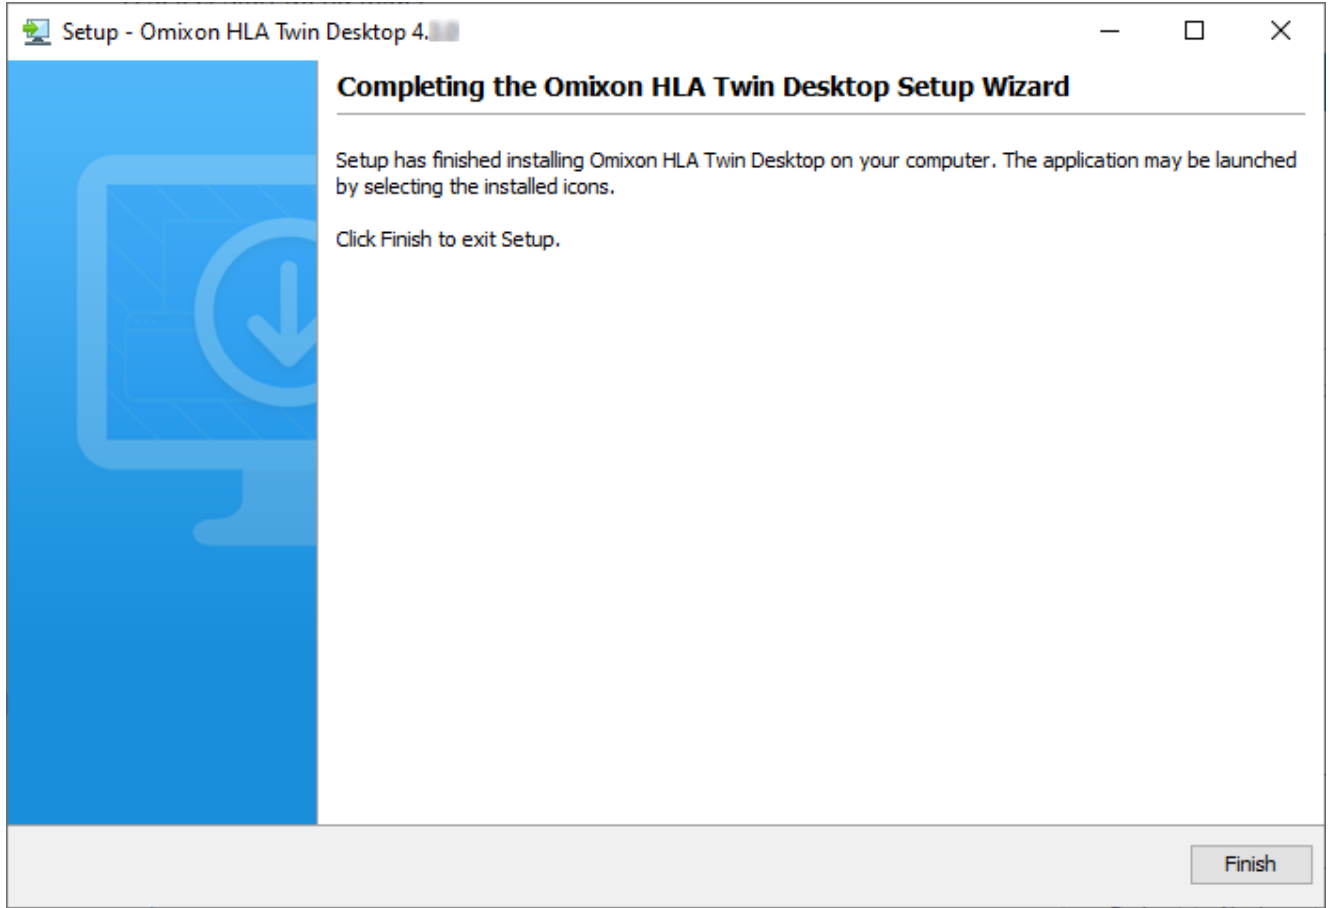 Setup - Omixon HLA Twin Desktop 4.
Completing the Omixon HLA Twin Desktop Setup Wizard
Setup has finished installing Omixon HLA Twin Desktop on your computer. The application may be launched
by selecting the installed icons.
Click Finish to exit Setup.
Finish